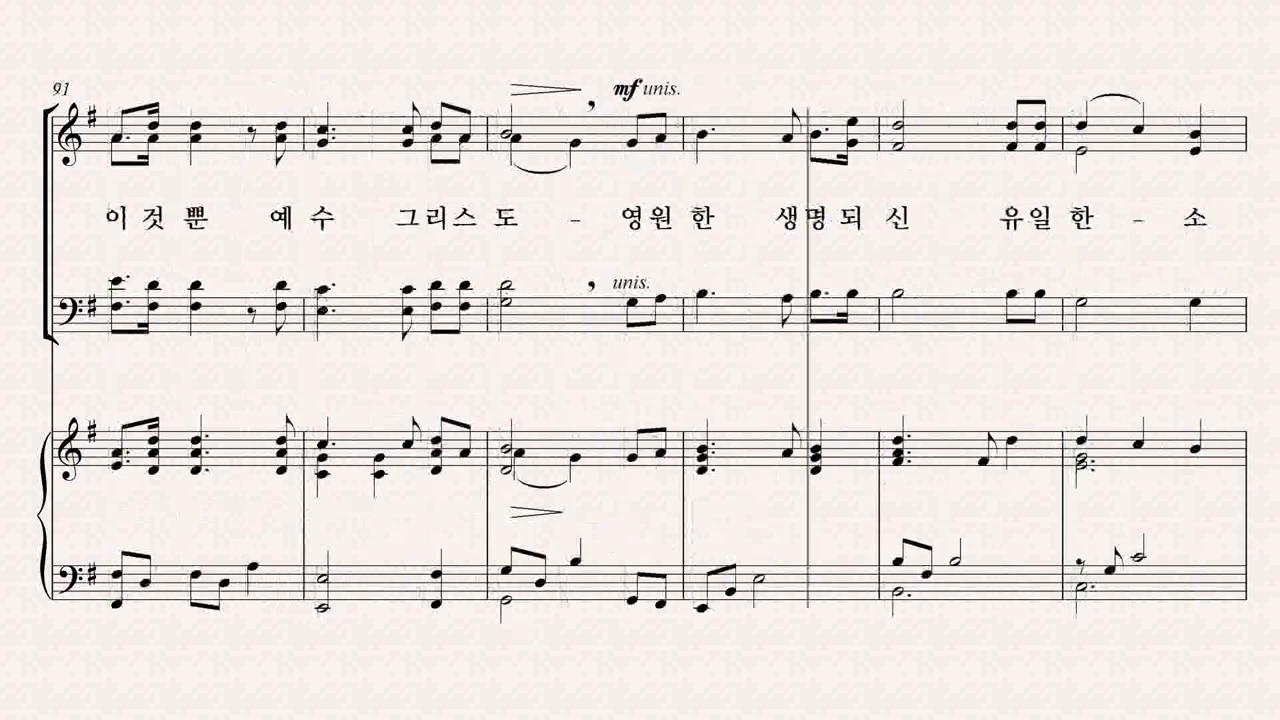 91
mf unis.
이 것 뿐 예 수 그리스 도 - 영원 한 생명 되 신 유일 한 - 소
unis.